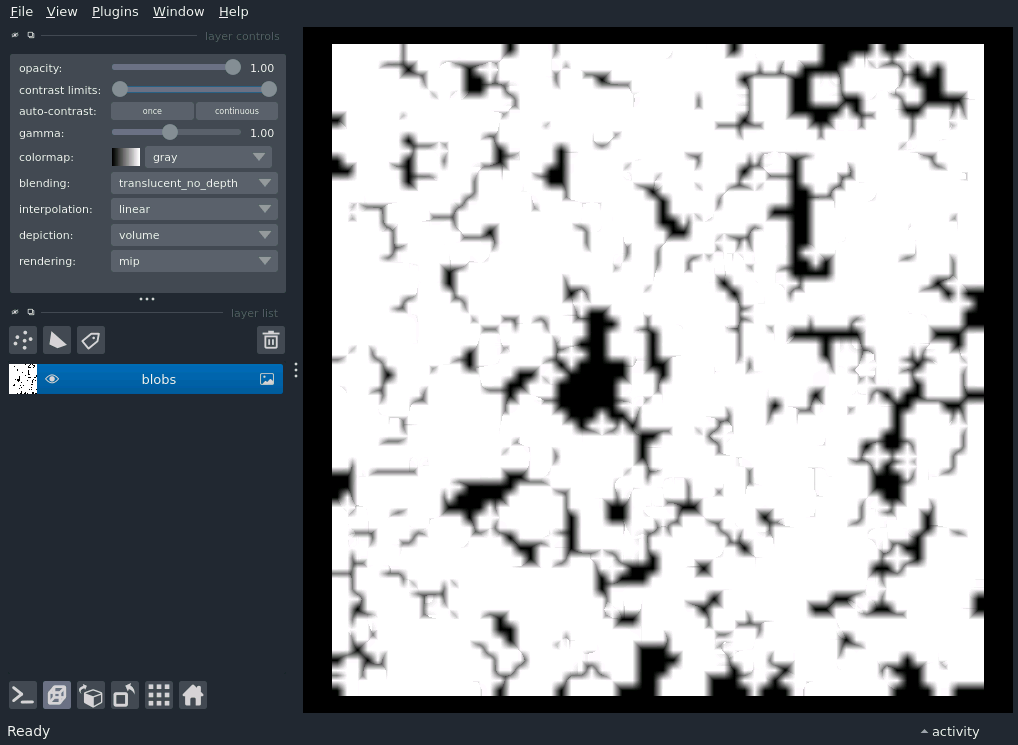 File View Plugins Window Help
layer controls
opacity: 1.00
contrast limits:
auto-contrast: once continuous
gamma: 1.00
colormap: gray
blending: translucent_no_depth
interpolation: linear
depiction: volume
rendering: mip
layer list
blobs
Ready
activity